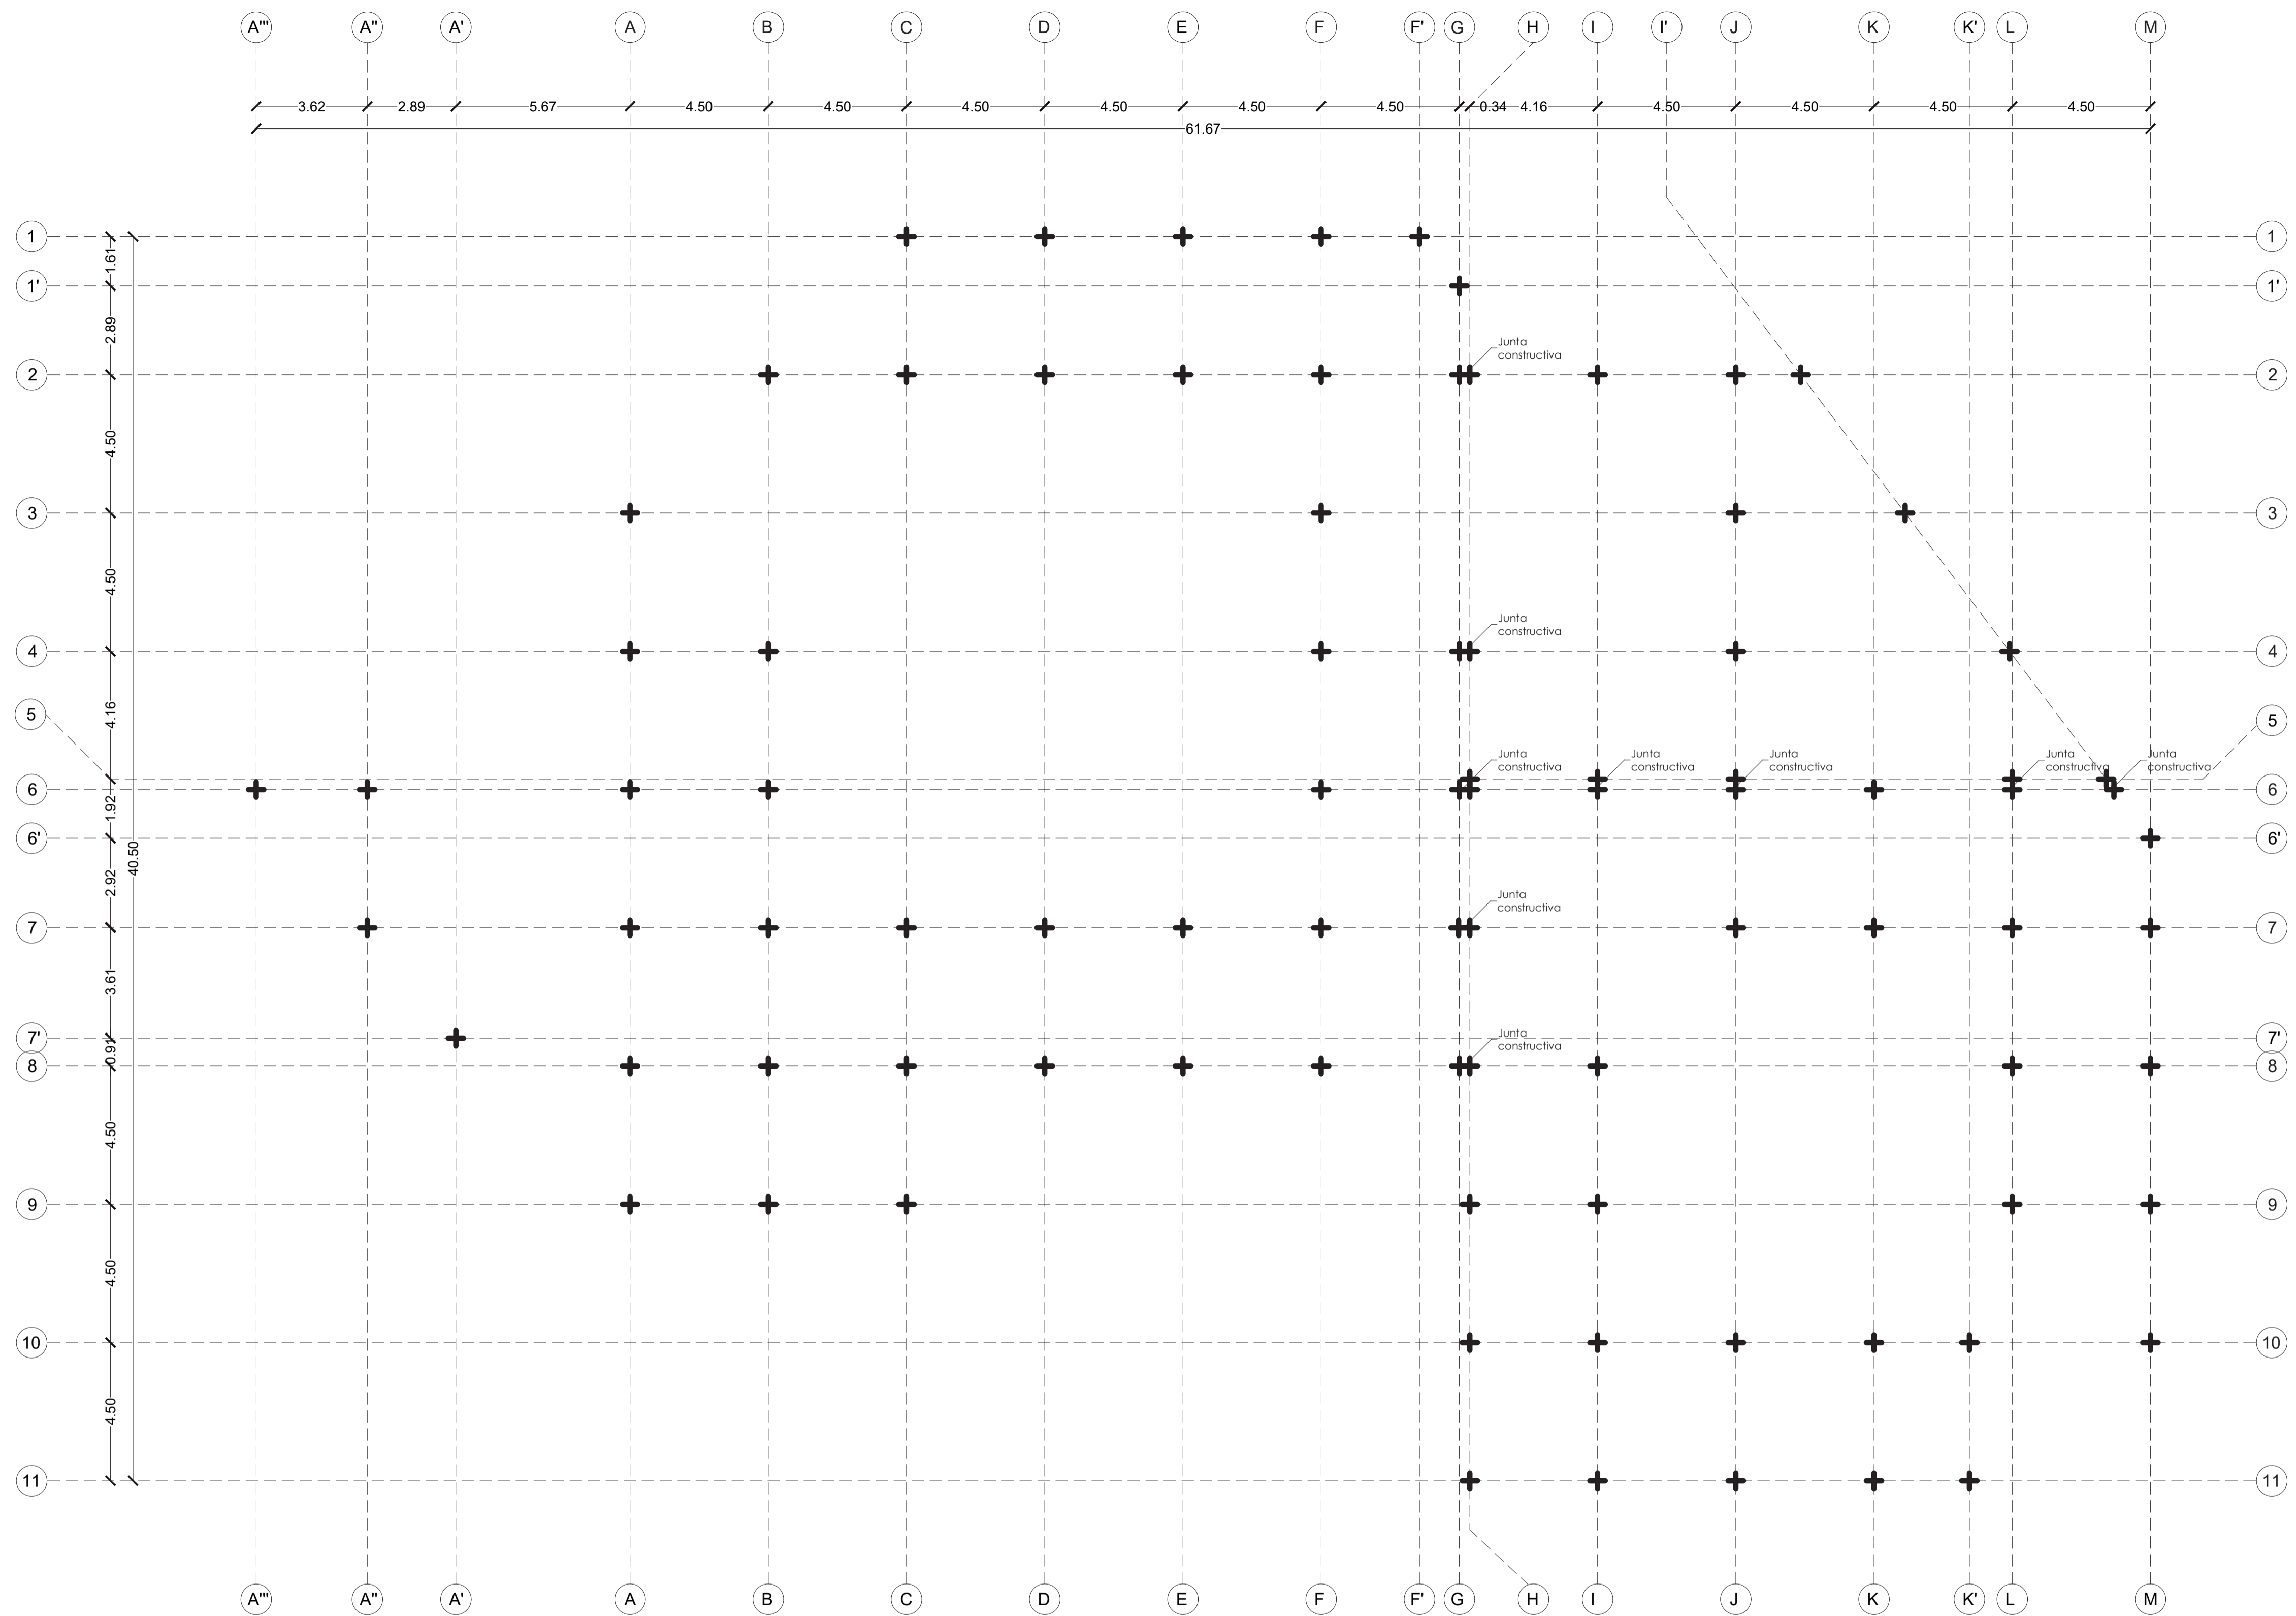 A''' A'' A' A B C D E F F' G H I I' J K K' L M
3.62 2.89 5.67 4.50 4.50 4.50 4.50 4.50 4.50 0.34 4.16 4.50 4.50 4.50 4.50
61.67
1 1
1.61
1' 1'
2.89
Junta
constructiva
2 2
4.50
3 3
4.50
Junta
constructiva
4 4
4.16
5 5
Junta Junta Junta Junta Junta
constructiva constructiva constructiva constructiva constructiva
6 6
1.92
6' 6'
40.50
2.92
Junta
constructiva
7 7
3.61
Junta
constructiva
7' 7'
0.91
8 8
4.50
9 9
4.50
10 10
4.50
11 11
A''' A'' A' A B C D E F F' G H I J K K' L M